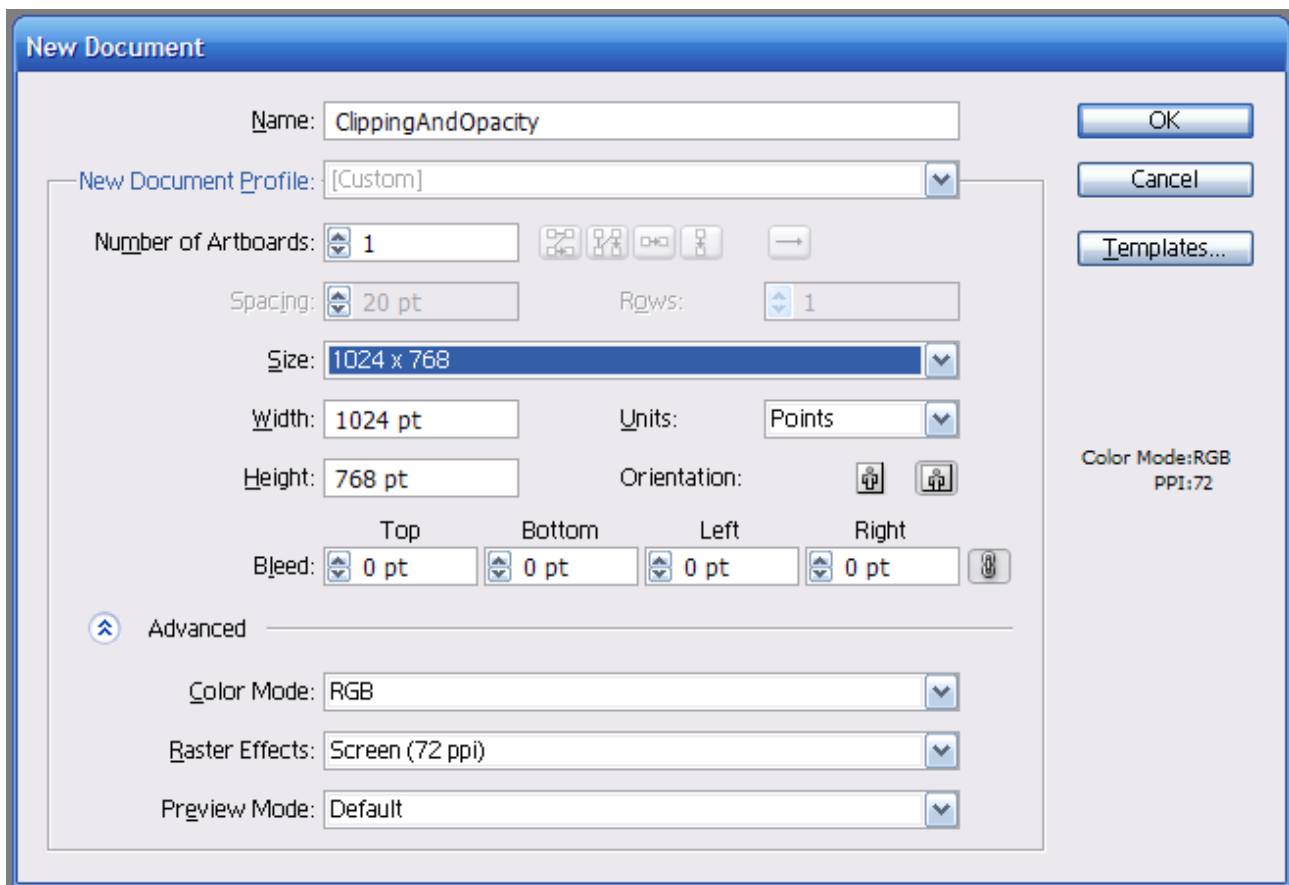 New Document
Name: ClippingAndOpacity
OK
New Document Profile: [Custom]
Cancel
Number of Artboards: 1
Templates...
Spacing: 20 pt Rows: 1
Size: 1024 x 768
Width: 1024 pt Units: Points
Height: 768 pt Orientation:
Color Mode:RGB
PPI:72
Top Bottom Left Right
Bleed: 0 pt 0 pt 0 pt 0 pt
Advanced
Color Mode: RGB
Raster Effects: Screen (72 ppi)
Preview Mode: Default